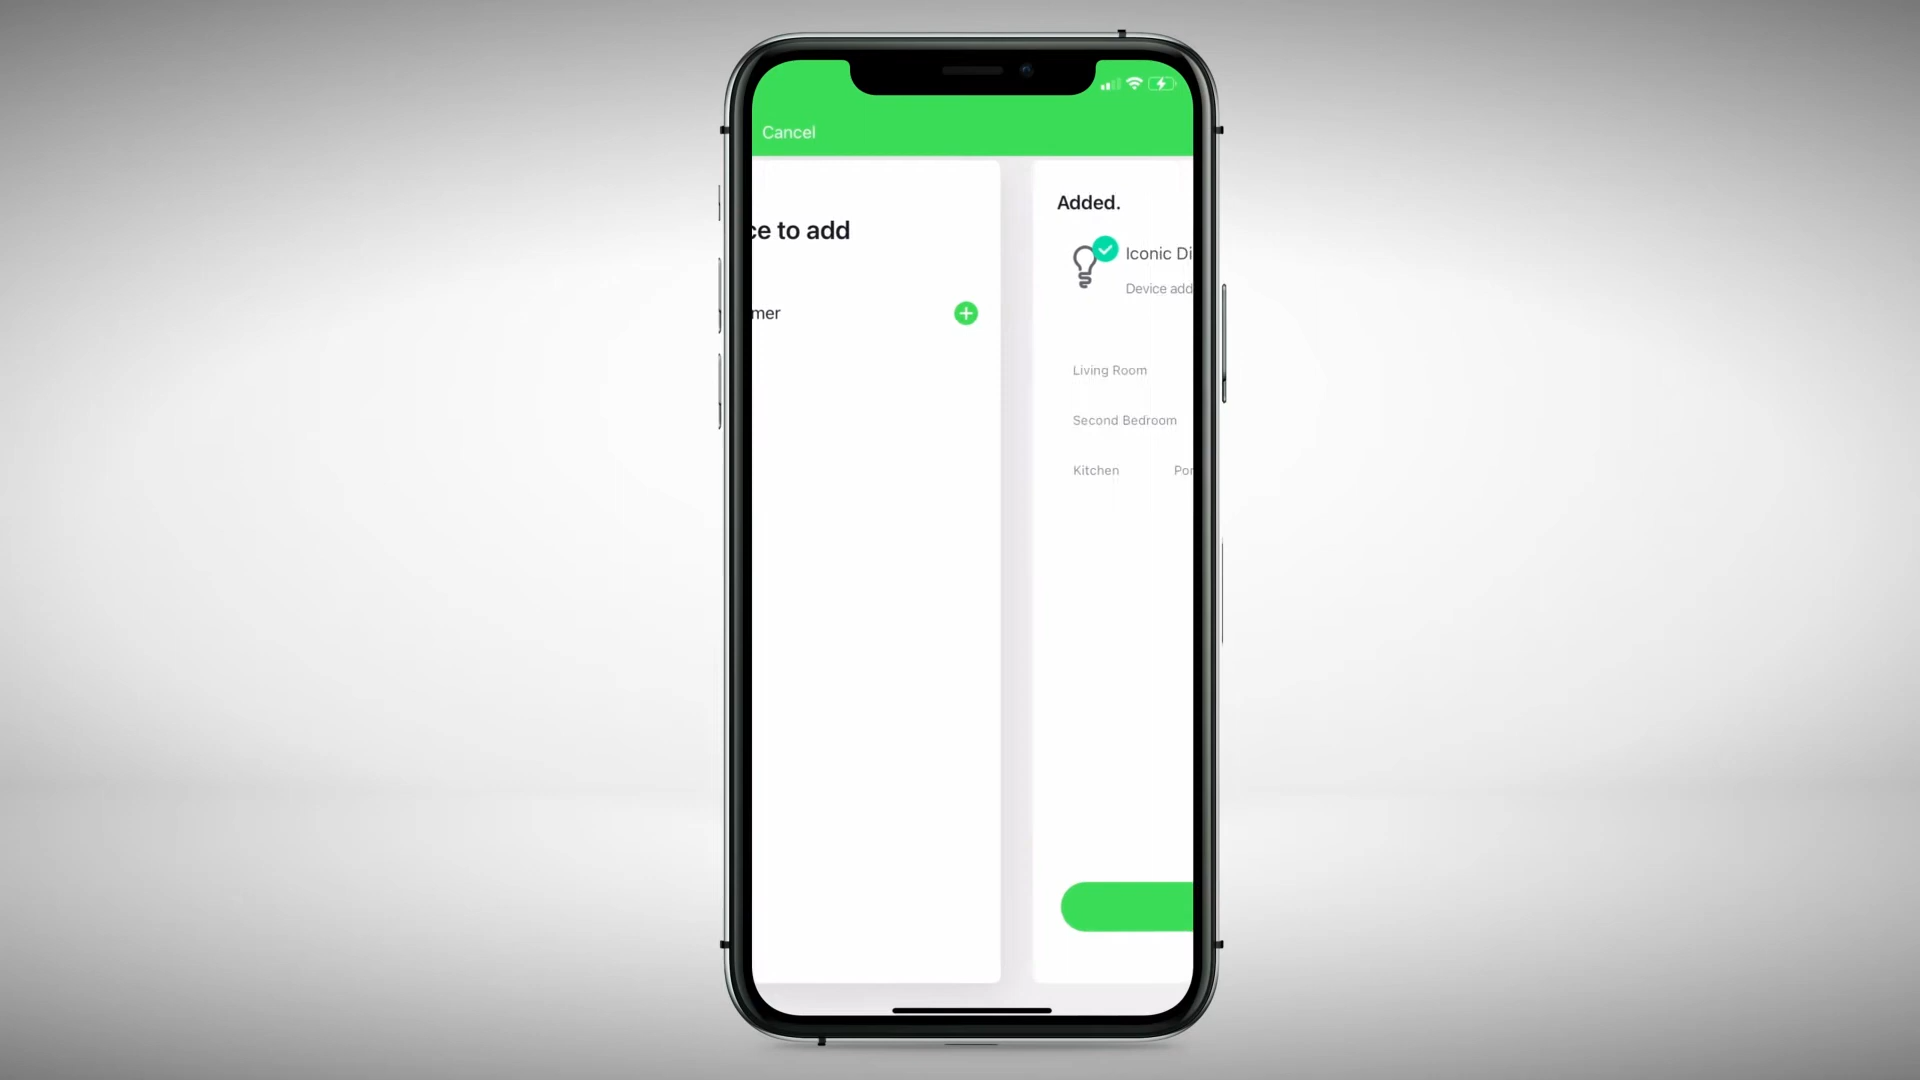 Cancel
ce to add
mer
Added.
Iconic Di
Device add
Living Room
Second Bedroom
Kitchen
Por